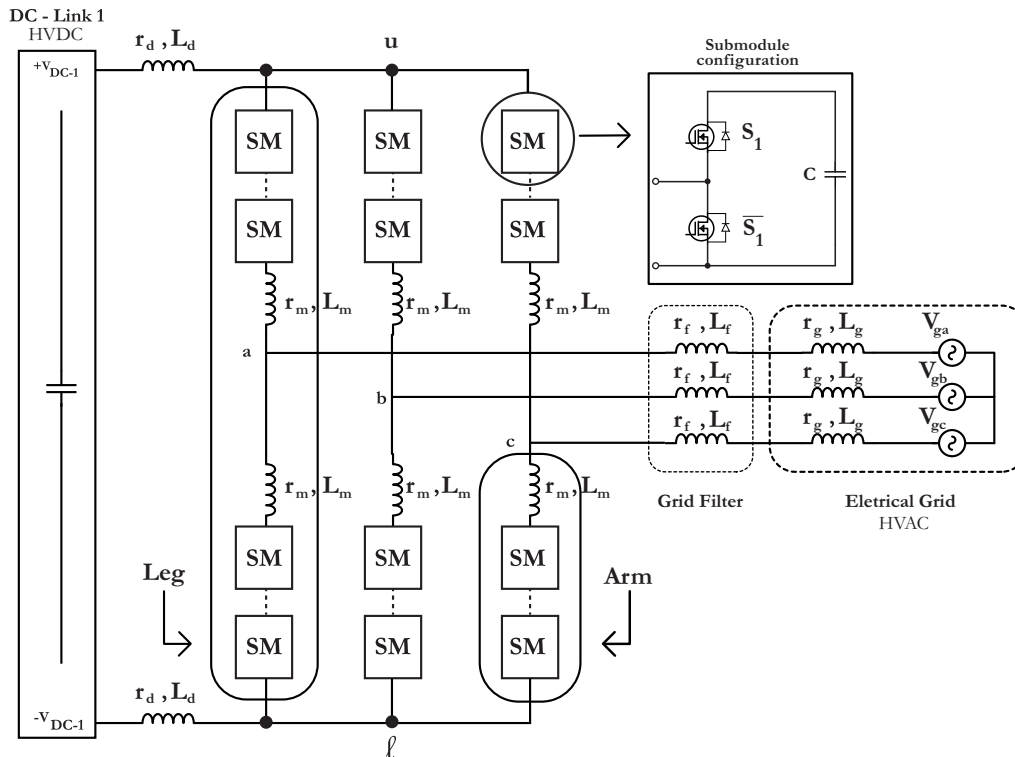 DC - Link 1
HVDC
+V DC-1
r_d , L_d
u
Submodule
configuration
SM
SM
SM
S_1
C
S̅_1
SM
SM
SM
r_m , L_m
r_m , L_m
r_m , L_m
a
r_f , L_f
r_g , L_g
V_ga
b
r_f , L_f
r_g , L_g
V_gb
c
r_f , L_f
r_g , L_g
V_gc
r_m , L_m
r_m , L_m
r_m , L_m
Grid Filter
Eletrical Grid
HVAC
SM
SM
SM
Leg
Arm
SM
SM
SM
r_d , L_d
-V DC-1
ℓ